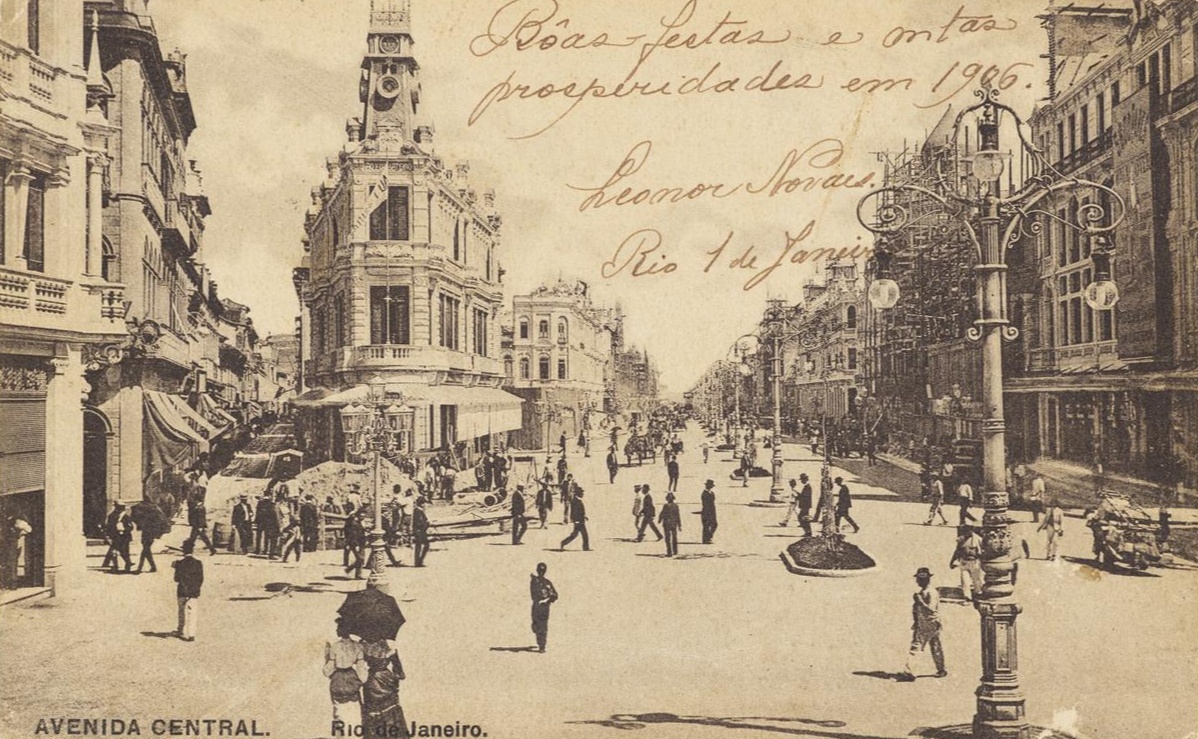 Bôas-festas e mtas
prosperidades em 1906.
Leonor Novaes.
Rio 1 de Janeiro
AVENIDA CENTRAL. Rio de Janeiro.